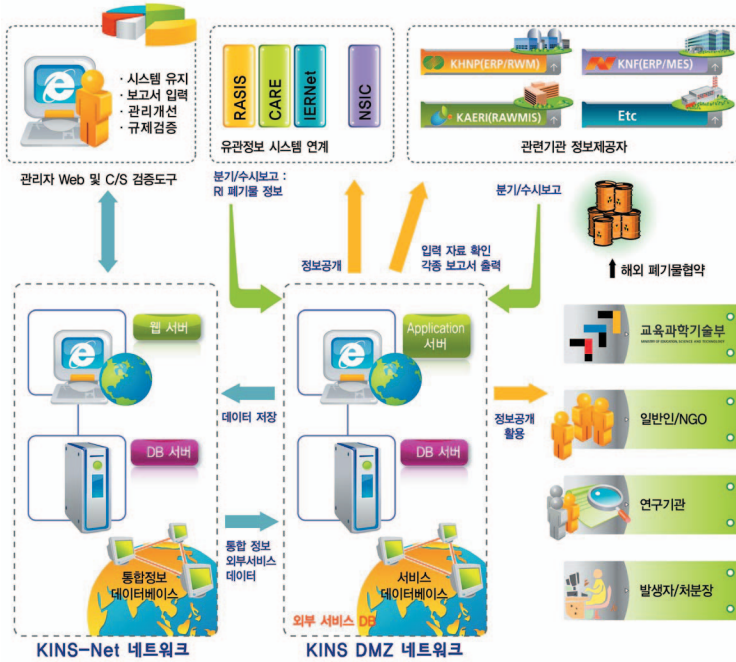 · 시스템 유지
· 보고서 입력
· 관리개선
· 규제검증
관리자 Web 및 C/S 검증도구
RASIS
CARE
IERNet
NSIC
유관정보 시스템 연계
KHNP(ERP/RWM)
KNF(ERP/MES)
KAERI(RAWMIS)
Etc
관련기관 정보제공자
분기/수시보고 :
RI 폐기물 정보
정보공개
입력 자료 확인
각종 보고서 출력
분기/수시보고
해외 폐기물협약
웹 서버
DB 서버
통합정보
데이터베이스
KINS-Net 네트워크
데이터 저장
통합 정보
외부서비스
데이터
Application
서버
DB 서버
서비스
데이터베이스
외부 서비스 DB
KINS DMZ 네트워크
정보공개
활용
교육과학기술부
MINISTRY OF EDUCATION, SCIENCE AND TECHNOLOGY
일반인/NGO
연구기관
발생자/처분장